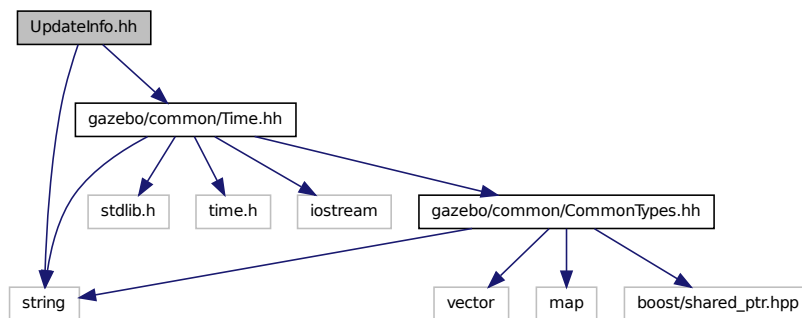 UpdateInfo.hh
gazebo/common/Time.hh
stdlib.h
time.h
iostream
gazebo/common/CommonTypes.hh
string
vector
map
boost/shared_ptr.hpp